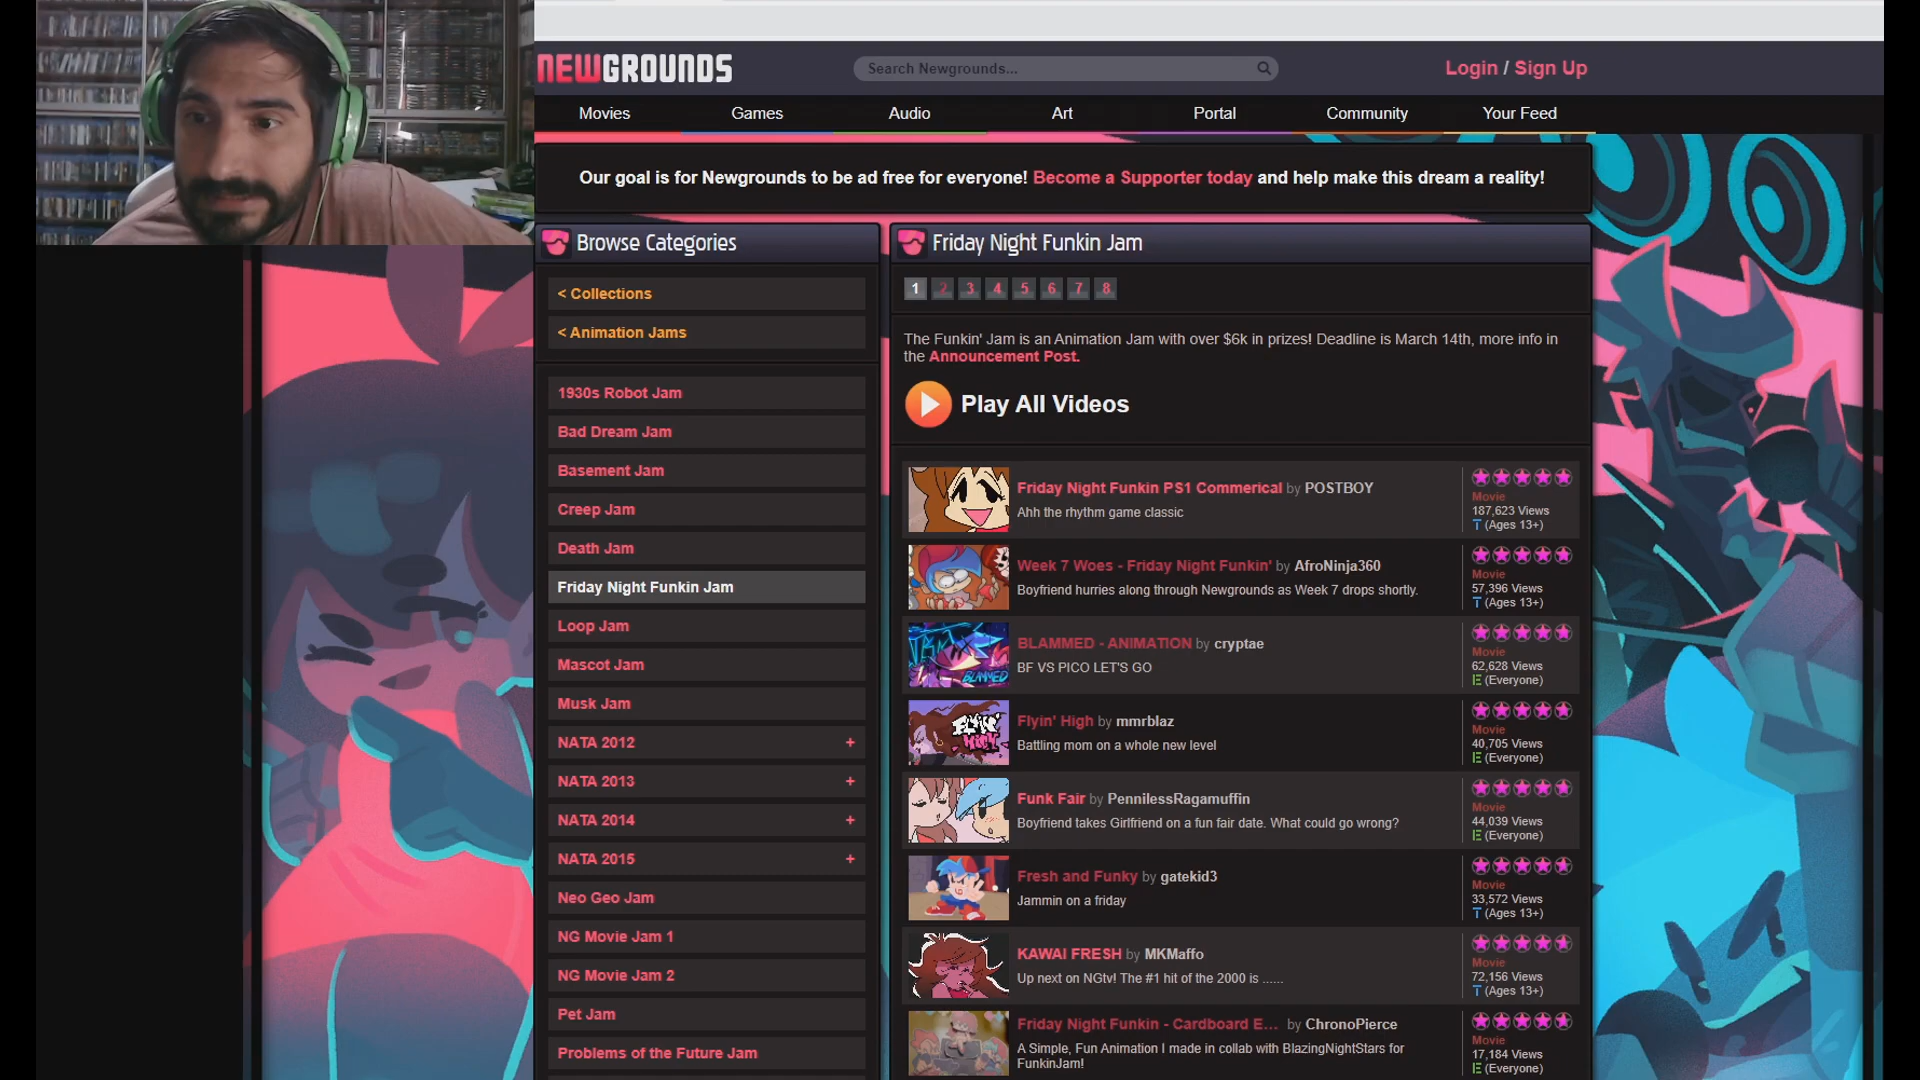 NEWGROUNDS
Search Newgrounds...
Login / Sign Up
Movies
Games
Audio
Art
Portal
Community
Your Feed
Our goal is for Newgrounds to be ad free for everyone! Become a Supporter today and help make this dream a reality!
Browse Categories
< Collections
< Animation Jams
1930s Robot Jam
Bad Dream Jam
Basement Jam
Creep Jam
Death Jam
Friday Night Funkin Jam
Loop Jam
Mascot Jam
Musk Jam
NATA 2012 +
NATA 2013 +
NATA 2014 +
NATA 2015 +
Neo Geo Jam
NG Movie Jam 1
NG Movie Jam 2
Pet Jam
Problems of the Future Jam
Friday Night Funkin Jam
1 2 3 4 5 6 7 8
The Funkin' Jam is an Animation Jam with over $6k in prizes! Deadline is March 14th, more info in
the Announcement Post.
Play All Videos
Friday Night Funkin PS1 Commerical by POSTBOY
Ahh the rhythm game classic
Movie
187,623 Views
T (Ages 13+)
Week 7 Woes - Friday Night Funkin' by AfroNinja360
Boyfriend hurries along through Newgrounds as Week 7 drops shortly.
Movie
57,396 Views
T (Ages 13+)
BLAMMED
BLAMMED - ANIMATION by cryptae
BF VS PICO LET'S GO
Movie
62,628 Views
E (Everyone)
FLYIN' HIGH
Flyin' High by mmrblaz
Battling mom on a whole new level
Movie
40,705 Views
E (Everyone)
Funk Fair by PennilessRagamuffin
Boyfriend takes Girlfriend on a fun fair date. What could go wrong?
Movie
44,039 Views
E (Everyone)
Fresh and Funky by gatekid3
Jammin on a friday
Movie
33,572 Views
T (Ages 13+)
KAWAI FRESH by MKMaffo
Up next on NGtv! The #1 hit of the 2000 is ......
Movie
72,156 Views
T (Ages 13+)
Friday Night Funkin - Cardboard E... by ChronoPierce
A Simple, Fun Animation I made in collab with BlazingNightStars for
FunkinJam!
Movie
17,184 Views
E (Everyone)